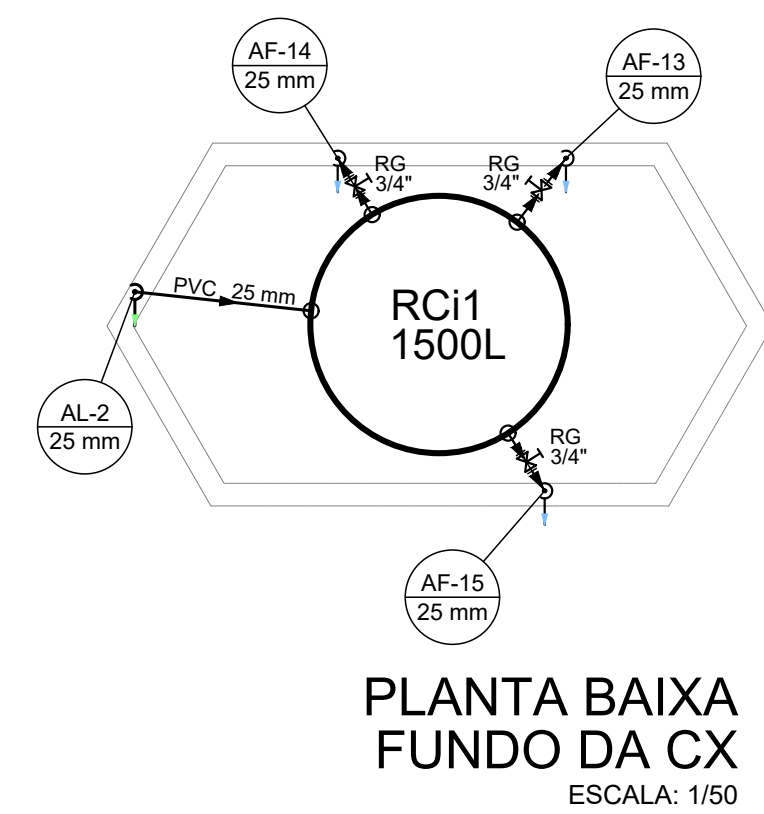 AF-14
25 mm
AF-13
25 mm
RG
3/4"
RG
3/4"
PVC 25 mm
RCi1
1500L
AL-2
25 mm
RG
3/4"
AF-15
25 mm
PLANTA BAIXA
FUNDO DA CX
ESCALA: 1/50